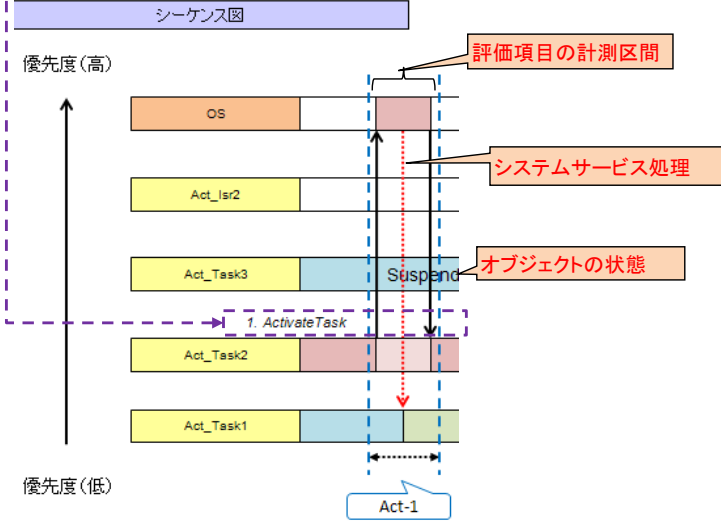 シーケンス図
優先度(高)
評価項目の計測区間
OS
システムサービス処理
Act_Isr2
Act_Task3
Suspend
オブジェクトの状態
1. ActivateTask
Act_Task2
Act_Task1
優先度(低)
Act-1